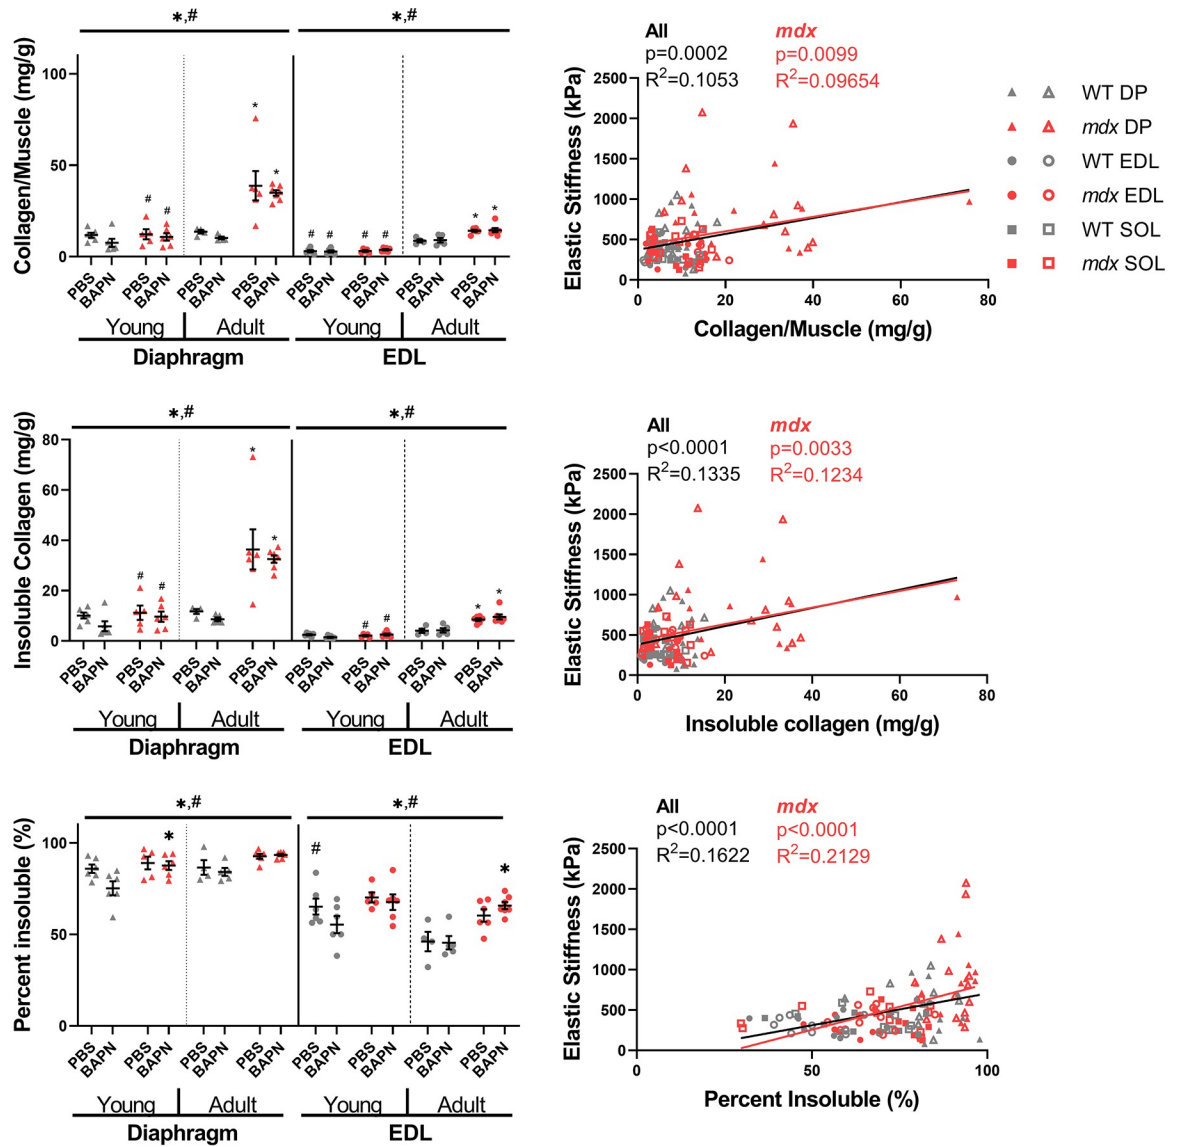 *,#
*,#
Collagen/Muscle (mg/g)
100
50
0
*
*
#
#
#
#
#
#
*
*
PBS BAPN PBS BAPN PBS BAPN PBS BAPN PBS BAPN PBS BAPN PBS BAPN PBS BAPN
Young Adult Young Adult
Diaphragm EDL
All mdx
p=0.0002 p=0.0099
R²=0.1053 R²=0.09654
Elastic Stiffness (kPa)
2500
2000
1500
1000
500
0
0 20 40 60 80
Collagen/Muscle (mg/g)
WT DP
mdx DP
WT EDL
mdx EDL
WT SOL
mdx SOL
*,#
*,#
Insoluble Collagen (mg/g)
80
60
40
20
0
#
#
*
*
#
#
*
*
PBS BAPN PBS BAPN PBS BAPN PBS BAPN PBS BAPN PBS BAPN PBS BAPN PBS BAPN
Young Adult Young Adult
Diaphragm EDL
All mdx
p<0.0001 p=0.0033
R²=0.1335 R²=0.1234
Elastic Stiffness (kPa)
2500
2000
1500
1000
500
0
0 20 40 60 80
Insoluble collagen (mg/g)
*,#
*,#
Percent insoluble (%)
100
50
0
*
#
*
PBS BAPN PBS BAPN PBS BAPN PBS BAPN PBS BAPN PBS BAPN PBS BAPN PBS BAPN
Young Adult Young Adult
Diaphragm EDL
All mdx
p<0.0001 p<0.0001
R²=0.1622 R²=0.2129
Elastic Stiffness (kPa)
2500
2000
1500
1000
500
0
0 50 100
Percent Insoluble (%)